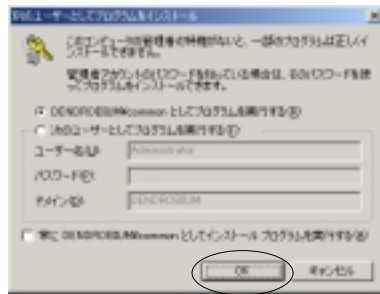 別のユーザーとしてプログラムをインストール
このコンピュータの管理者の特権がないと、一部のプログラムは正しくイ
ンストールできません。
管理者アカウントのパスワードを知っている場合は、そのパスワードを使
ってプログラムをインストールできます。
DENDROBIUM¥common としてプログラムを実行する(B)
次のユーザーとしてプログラムを実行する(F)
ユーザー名(U):
Administrator
パスワード(P):
ドメイン(D):
DENDROBIUM
常に DENDROBIUM¥common としてインストール プログラムを実行する(W)
OK
キャンセル